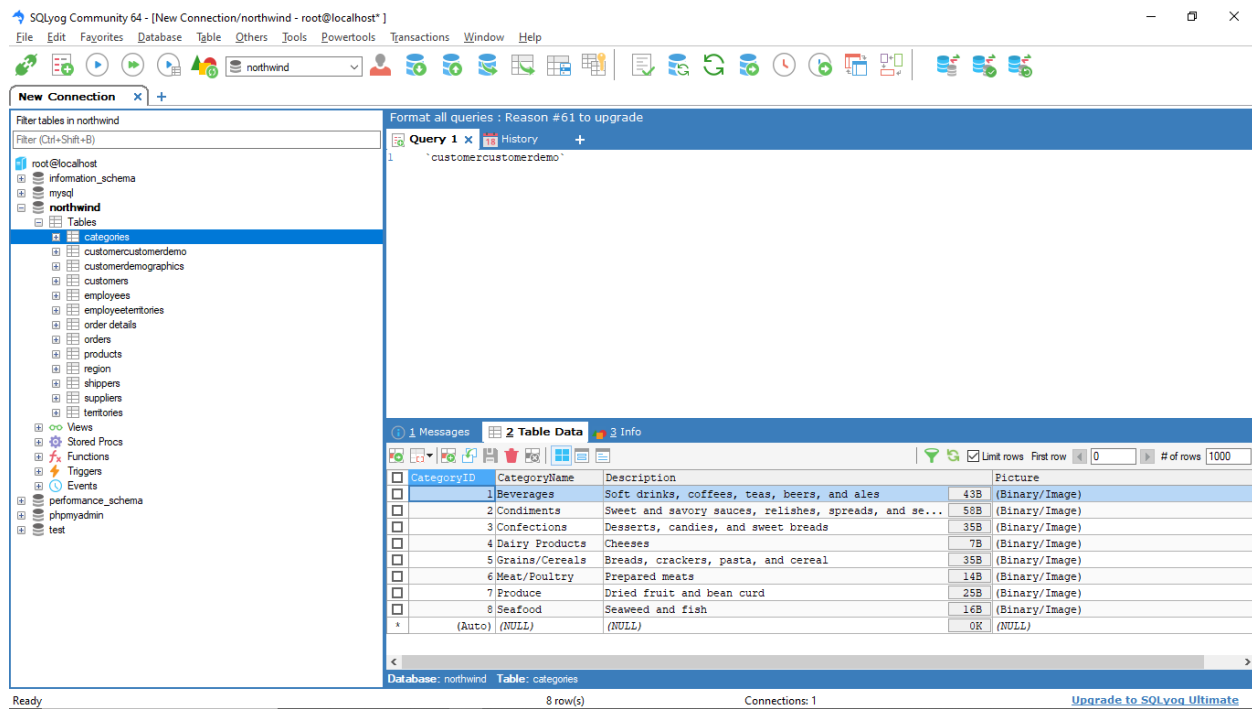 SQLyog Community 64 - [New Connection/northwind - root@localhost* ]
File Edit Favorites Database Table Others Tools Powertools Transactions Window Help
northwind
New Connection x +
Filter tables in northwind
Filter (Ctrl+Shift+B)
root@localhost
information_schema
mysql
northwind
Tables
categories
customercustomerdemo
customerdemographics
customers
employees
employeeterritories
order details
orders
products
region
shippers
suppliers
territories
Views
Stored Procs
Functions
Triggers
Events
performance_schema
phpmyadmin
test
Format all queries : Reason #61 to upgrade
Query 1 x 18 History +
1 `customercustomerdemo`
1 Messages 2 Table Data 3 Info
Limit rows First row 0 # of rows 1000
CategoryID CategoryName Description Picture
1 Beverages Soft drinks, coffees, teas, beers, and ales 43B (Binary/Image)
2 Condiments Sweet and savory sauces, relishes, spreads, and se... 58B (Binary/Image)
3 Confections Desserts, candies, and sweet breads 35B (Binary/Image)
4 Dairy Products Cheeses 7B (Binary/Image)
5 Grains/Cereals Breads, crackers, pasta, and cereal 35B (Binary/Image)
6 Meat/Poultry Prepared meats 14B (Binary/Image)
7 Produce Dried fruit and bean curd 25B (Binary/Image)
8 Seafood Seaweed and fish 16B (Binary/Image)
* (Auto) (NULL) (NULL) 0K (NULL)
Database: northwind Table: categories
Ready 8 row(s) Connections: 1 Upgrade to SQLyog Ultimate